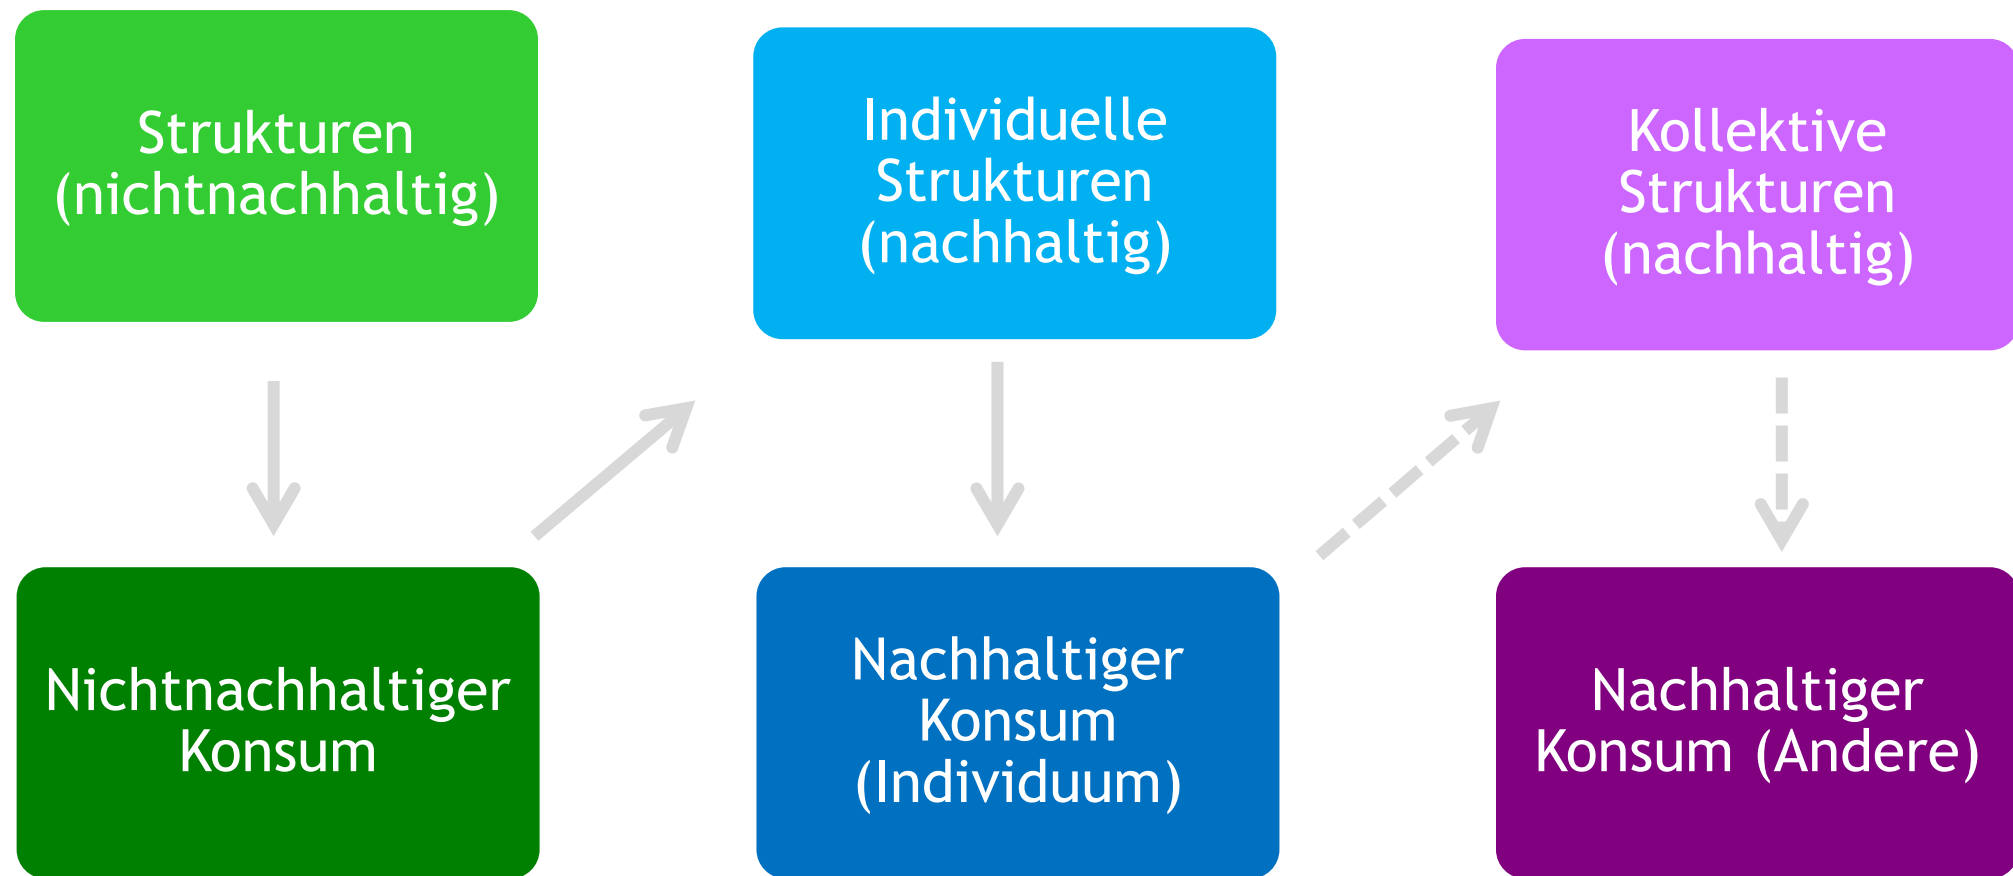 Strukturen
(nichtnachhaltig)
Individuelle
Strukturen
(nachhaltig)
Kollektive
Strukturen
(nachhaltig)
Nichtnachhaltiger
Konsum
Nachhaltiger
Konsum
(Individuum)
Nachhaltiger
Konsum (Andere)